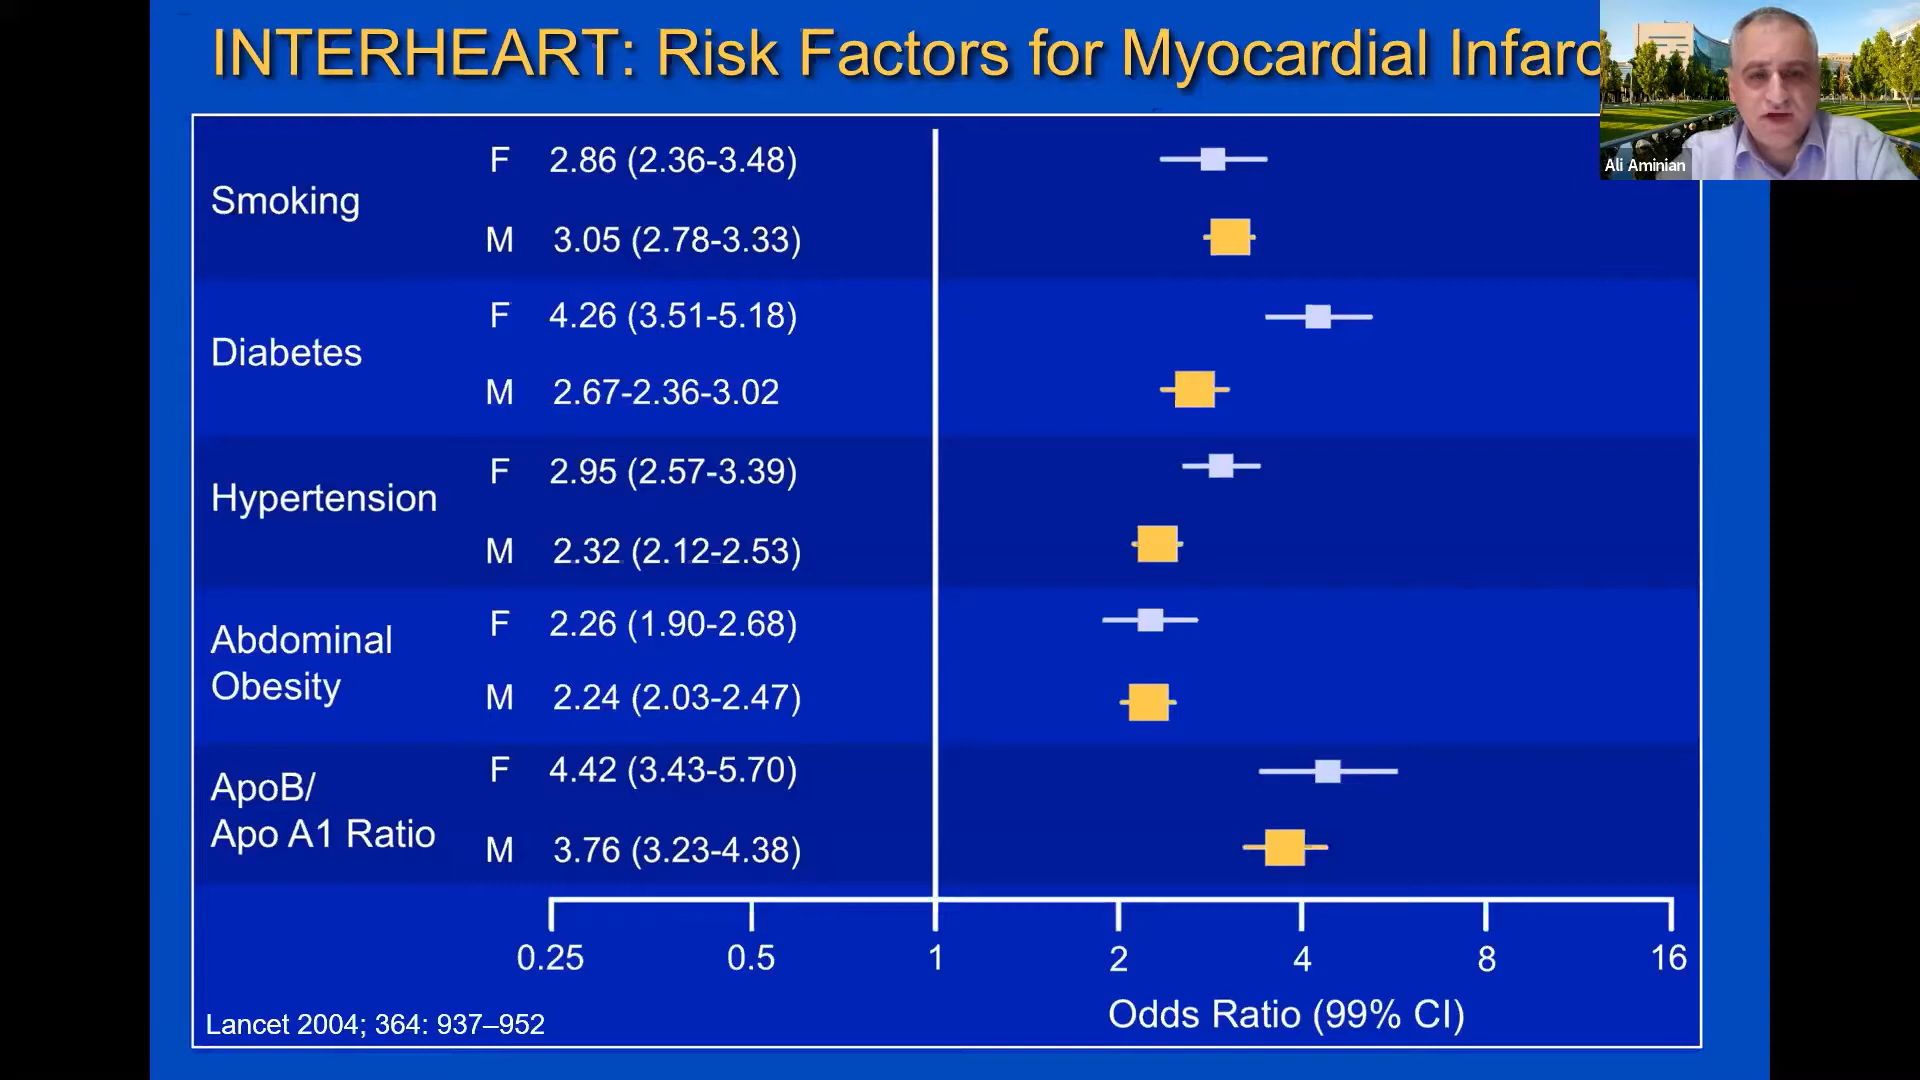 INTERHEART: Risk Factors for Myocardial Infarc
Ali Aminian
Smoking
F 2.86 (2.36-3.48)
M 3.05 (2.78-3.33)
Diabetes
F 4.26 (3.51-5.18)
M 2.67-2.36-3.02
Hypertension
F 2.95 (2.57-3.39)
M 2.32 (2.12-2.53)
Abdominal
Obesity
F 2.26 (1.90-2.68)
M 2.24 (2.03-2.47)
ApoB/
Apo A1 Ratio
F 4.42 (3.43-5.70)
M 3.76 (3.23-4.38)
0.25 0.5 1 2 4 8 16
Odds Ratio (99% CI)
Lancet 2004; 364: 937–952